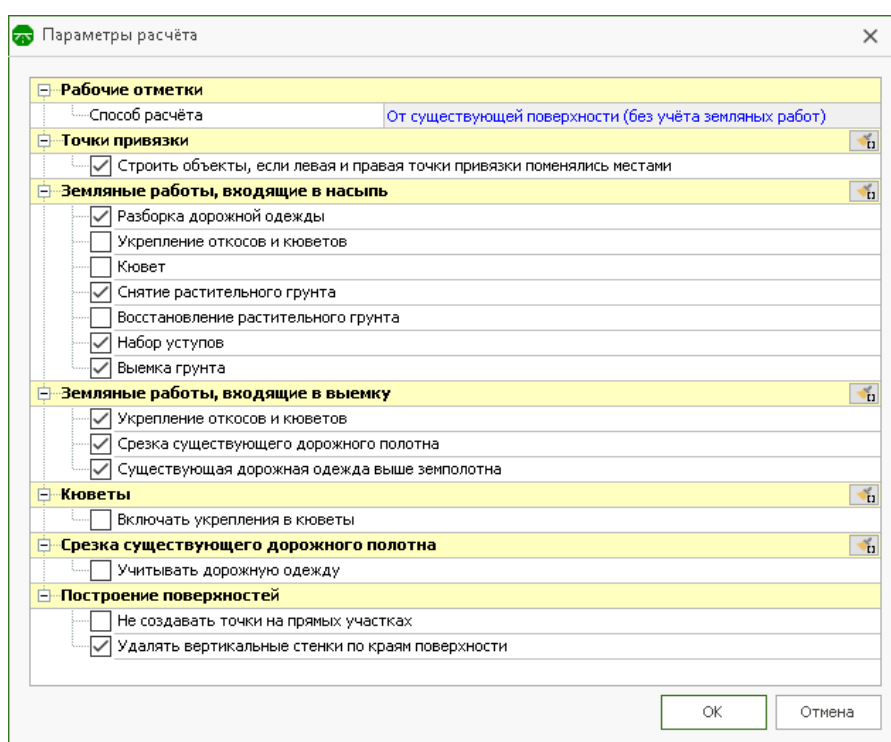 Параметры расчёта
Рабочие отметки
Способ расчёта От существующей поверхности (без учёта земляных работ)
Точки привязки
Строить объекты, если левая и правая точки привязки поменялись местами
Земляные работы, входящие в насыпь
Разборка дорожной одежды
Укрепление откосов и кюветов
Кювет
Снятие растительного грунта
Восстановление растительного грунта
Набор уступов
Выемка грунта
Земляные работы, входящие в выемку
Укрепление откосов и кюветов
Срезка существующего дорожного полотна
Существующая дорожная одежда выше земполотна
Кюветы
Включать укрепления в кюветы
Срезка существующего дорожного полотна
Учитывать дорожную одежду
Построение поверхностей
Не создавать точки на прямых участках
Удалять вертикальные стенки по краям поверхности
ОК Отмена